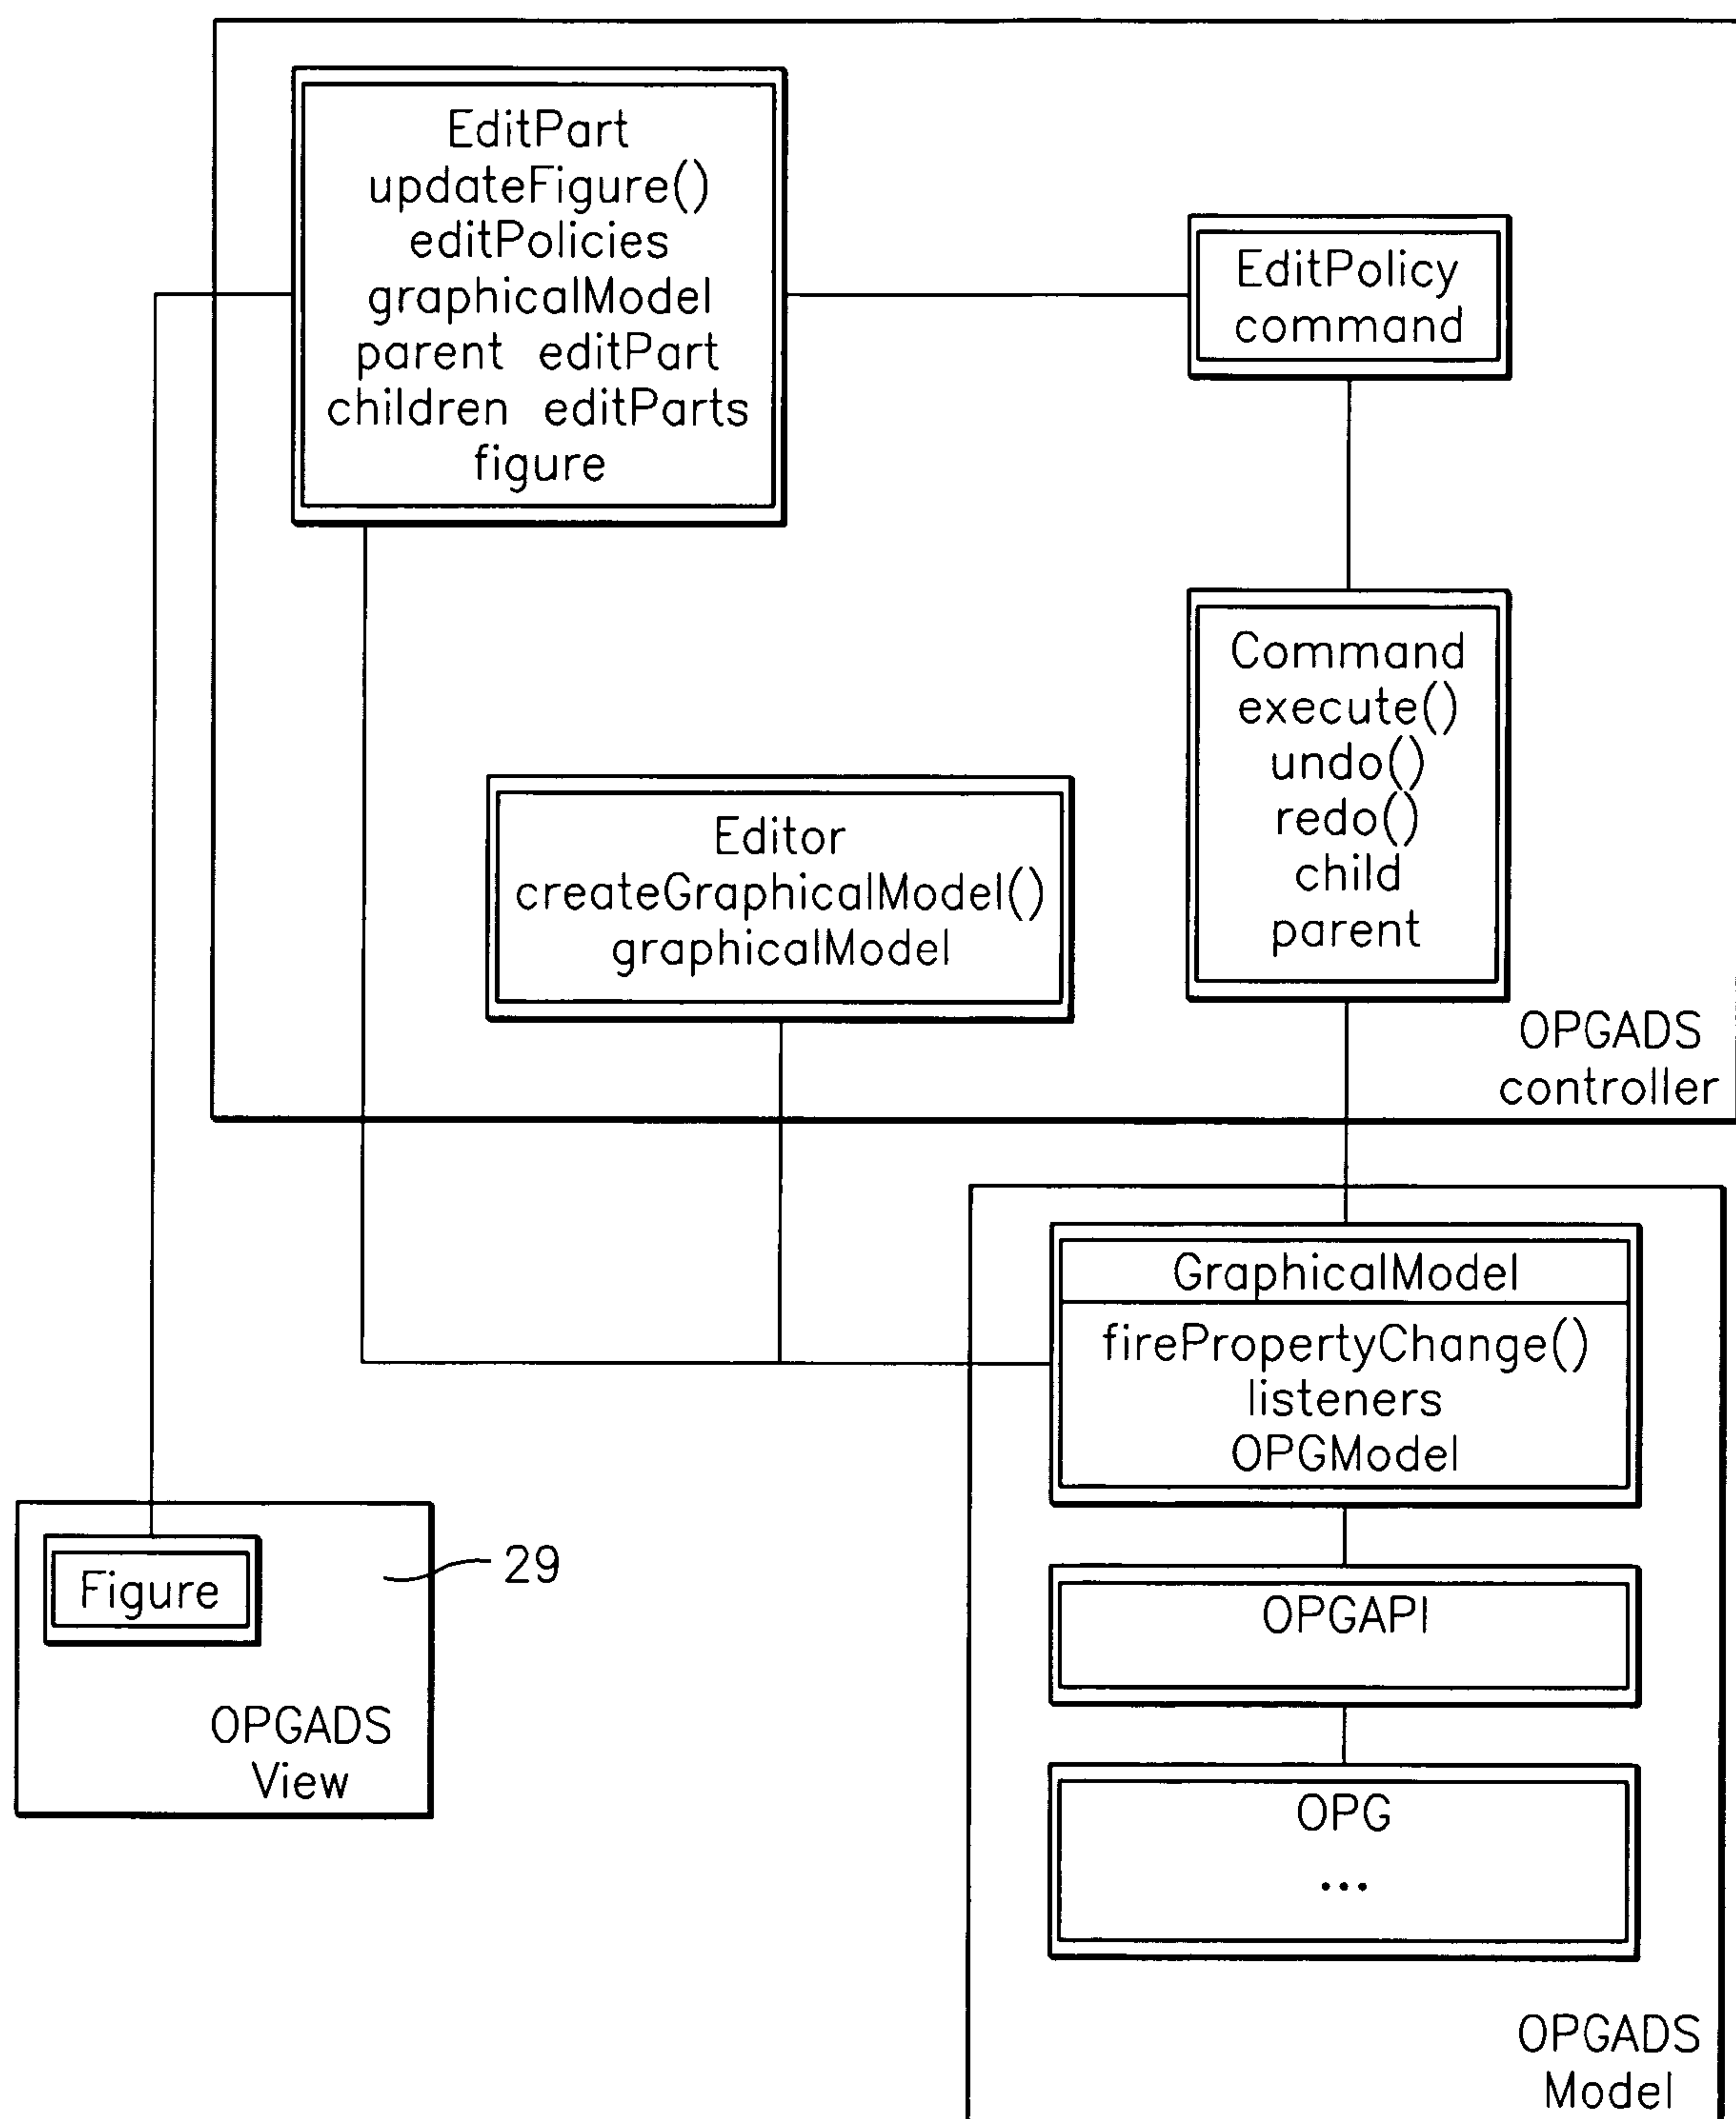 EditPart
updateFigure()
editPolicies
graphicalModel
parent editPart
children editParts
figure
EditPolicy
command
Command
execute()
undo()
redo()
child
parent
Editor
createGraphicalModel()
graphicalModel
OPGADS
controller
GraphicalModel
firePropertyChange()
listeners
OPGModel
OPGAPI
OPG
...
Figure
29
OPGADS
View
OPGADS
Model